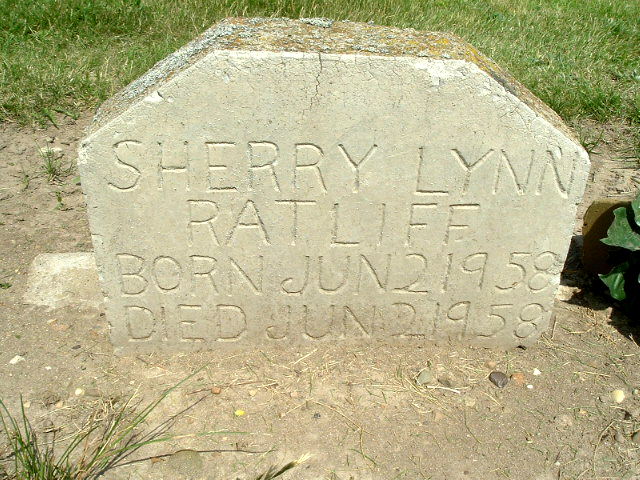 SHERRY LYNN
RATLIFF
BORN JUN 2 1958
DIED JUN 2 1958